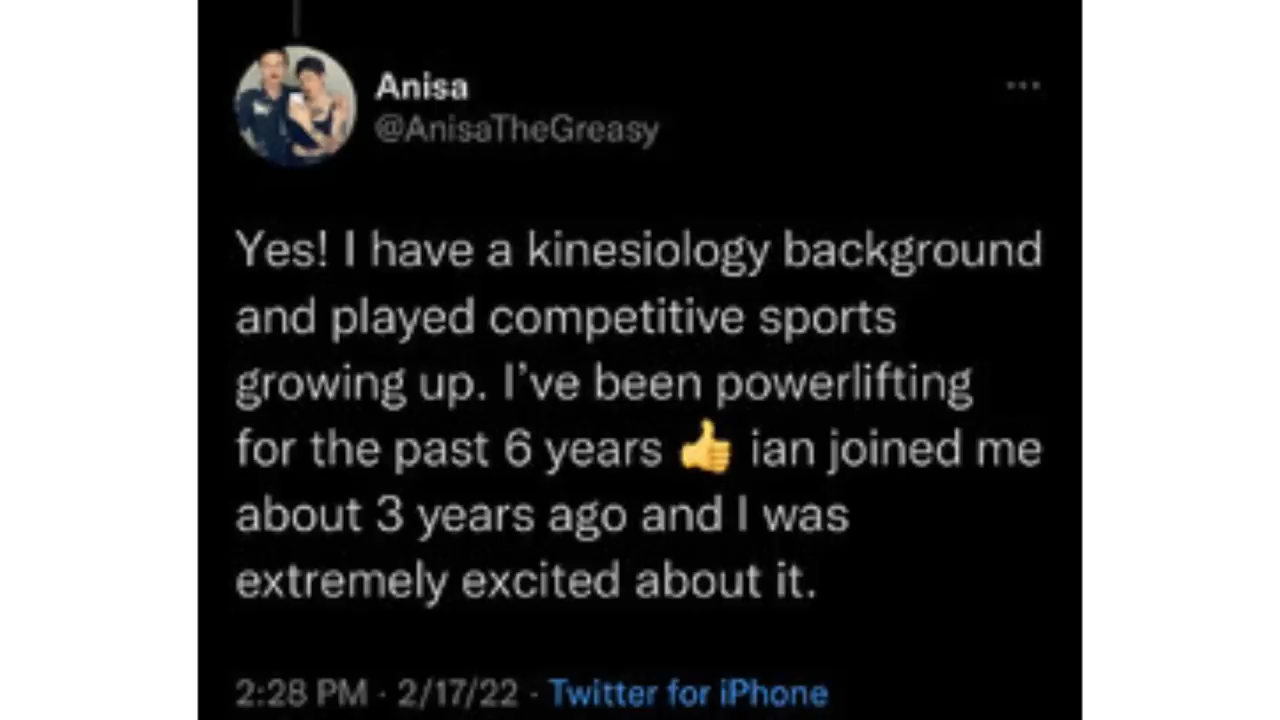 Anisa
@AnisaTheGreasy
Yes! I have a kinesiology background
and played competitive sports
growing up. I've been powerlifting
for the past 6 years 👍 ian joined me
about 3 years ago and I was
extremely excited about it.
2:28 PM · 2/17/22 · Twitter for iPhone